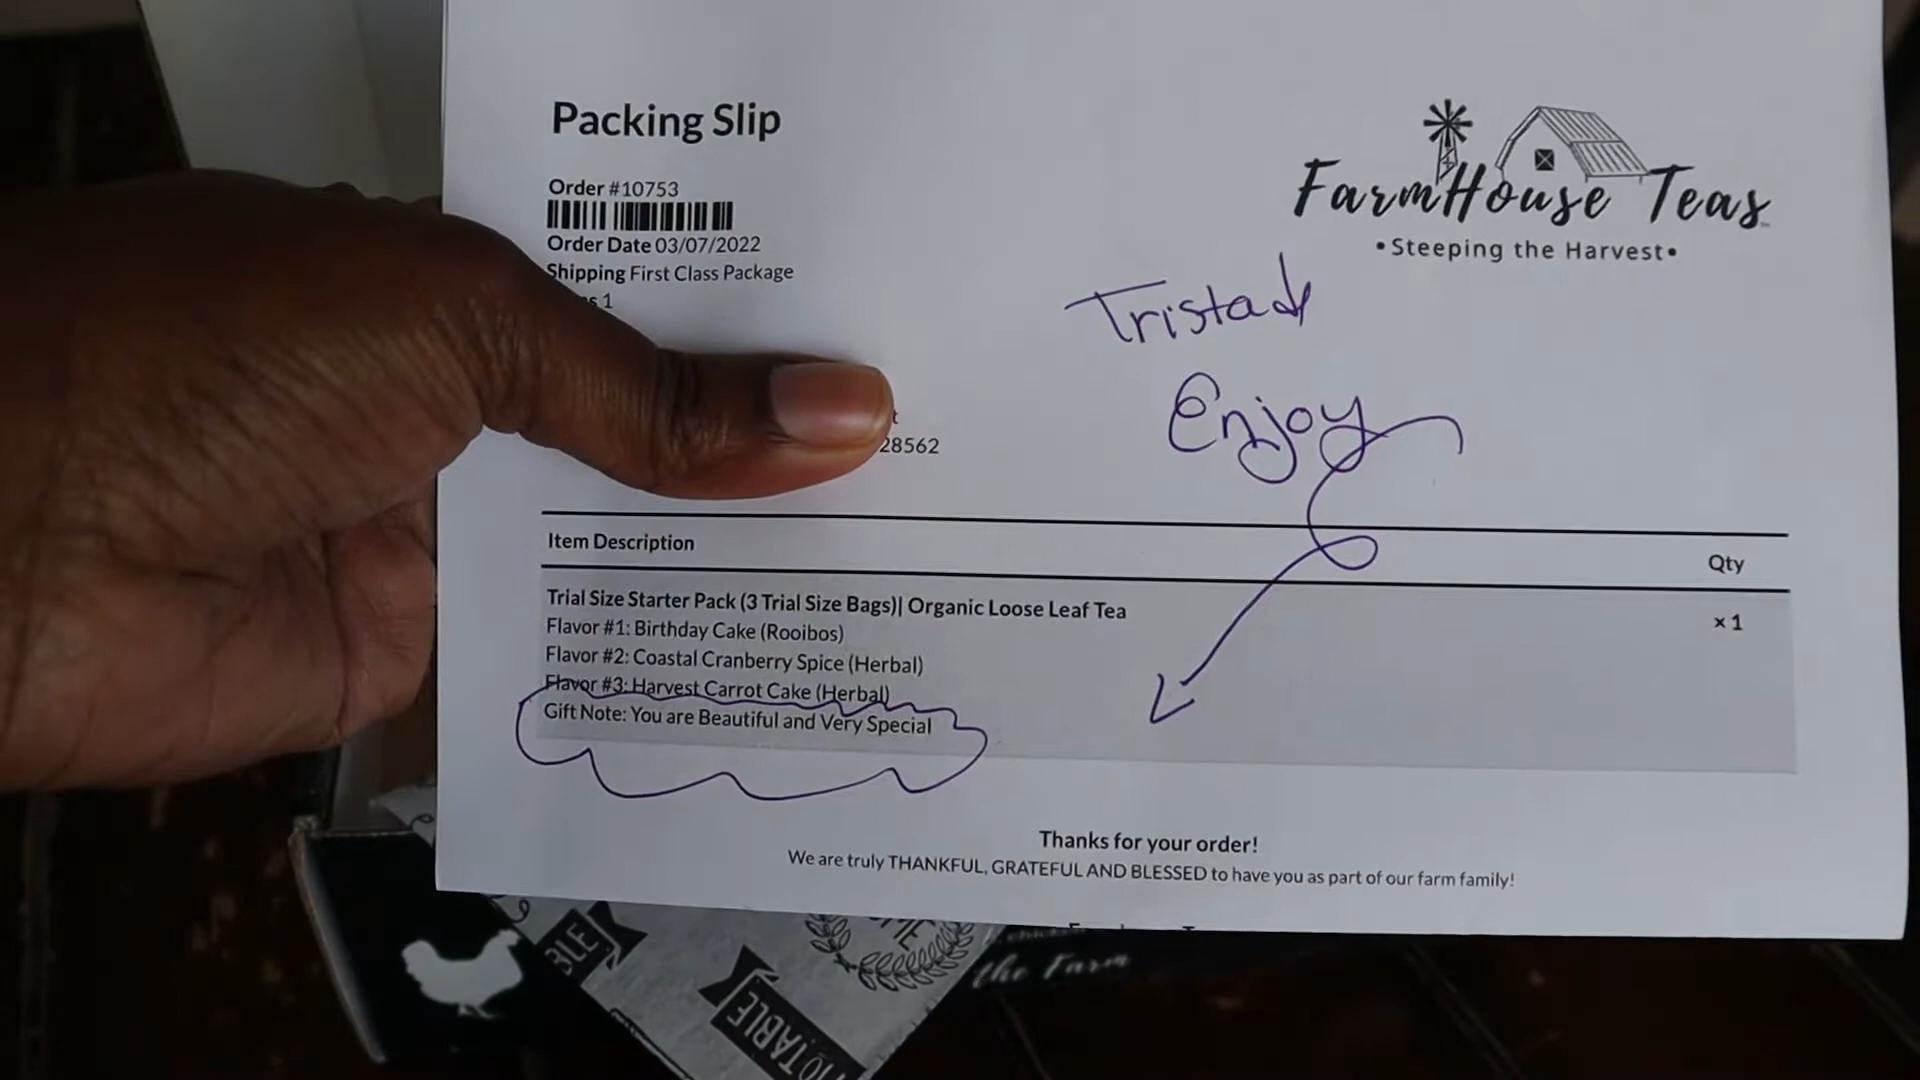 Packing Slip
Order #10753
Order Date 03/07/2022
Shipping First Class Package
1
28562
FarmHouse Teas
•Steeping the Harvest•
Enjoy
Item Description
Qty
Trial Size Starter Pack (3 Trial Size Bags)| Organic Loose Leaf Tea
x 1
Flavor #1: Birthday Cake (Rooibos)
Flavor #2: Coastal Cranberry Spice (Herbal)
Flavor #3: Harvest Carrot Cake (Herbal)
Gift Note: You are Beautiful and Very Special
Thanks for your order!
We are truly THANKFUL, GRATEFUL AND BLESSED to have you as part of our farm family!
the Farm
TABLE